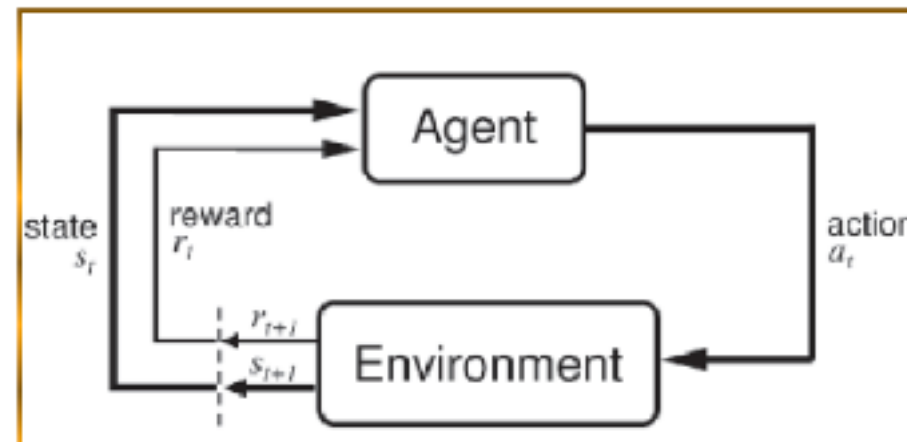 Agent
state
s_t
reward
r_t
action
a_t
r_{t+1}
s_{t+1}
Environment